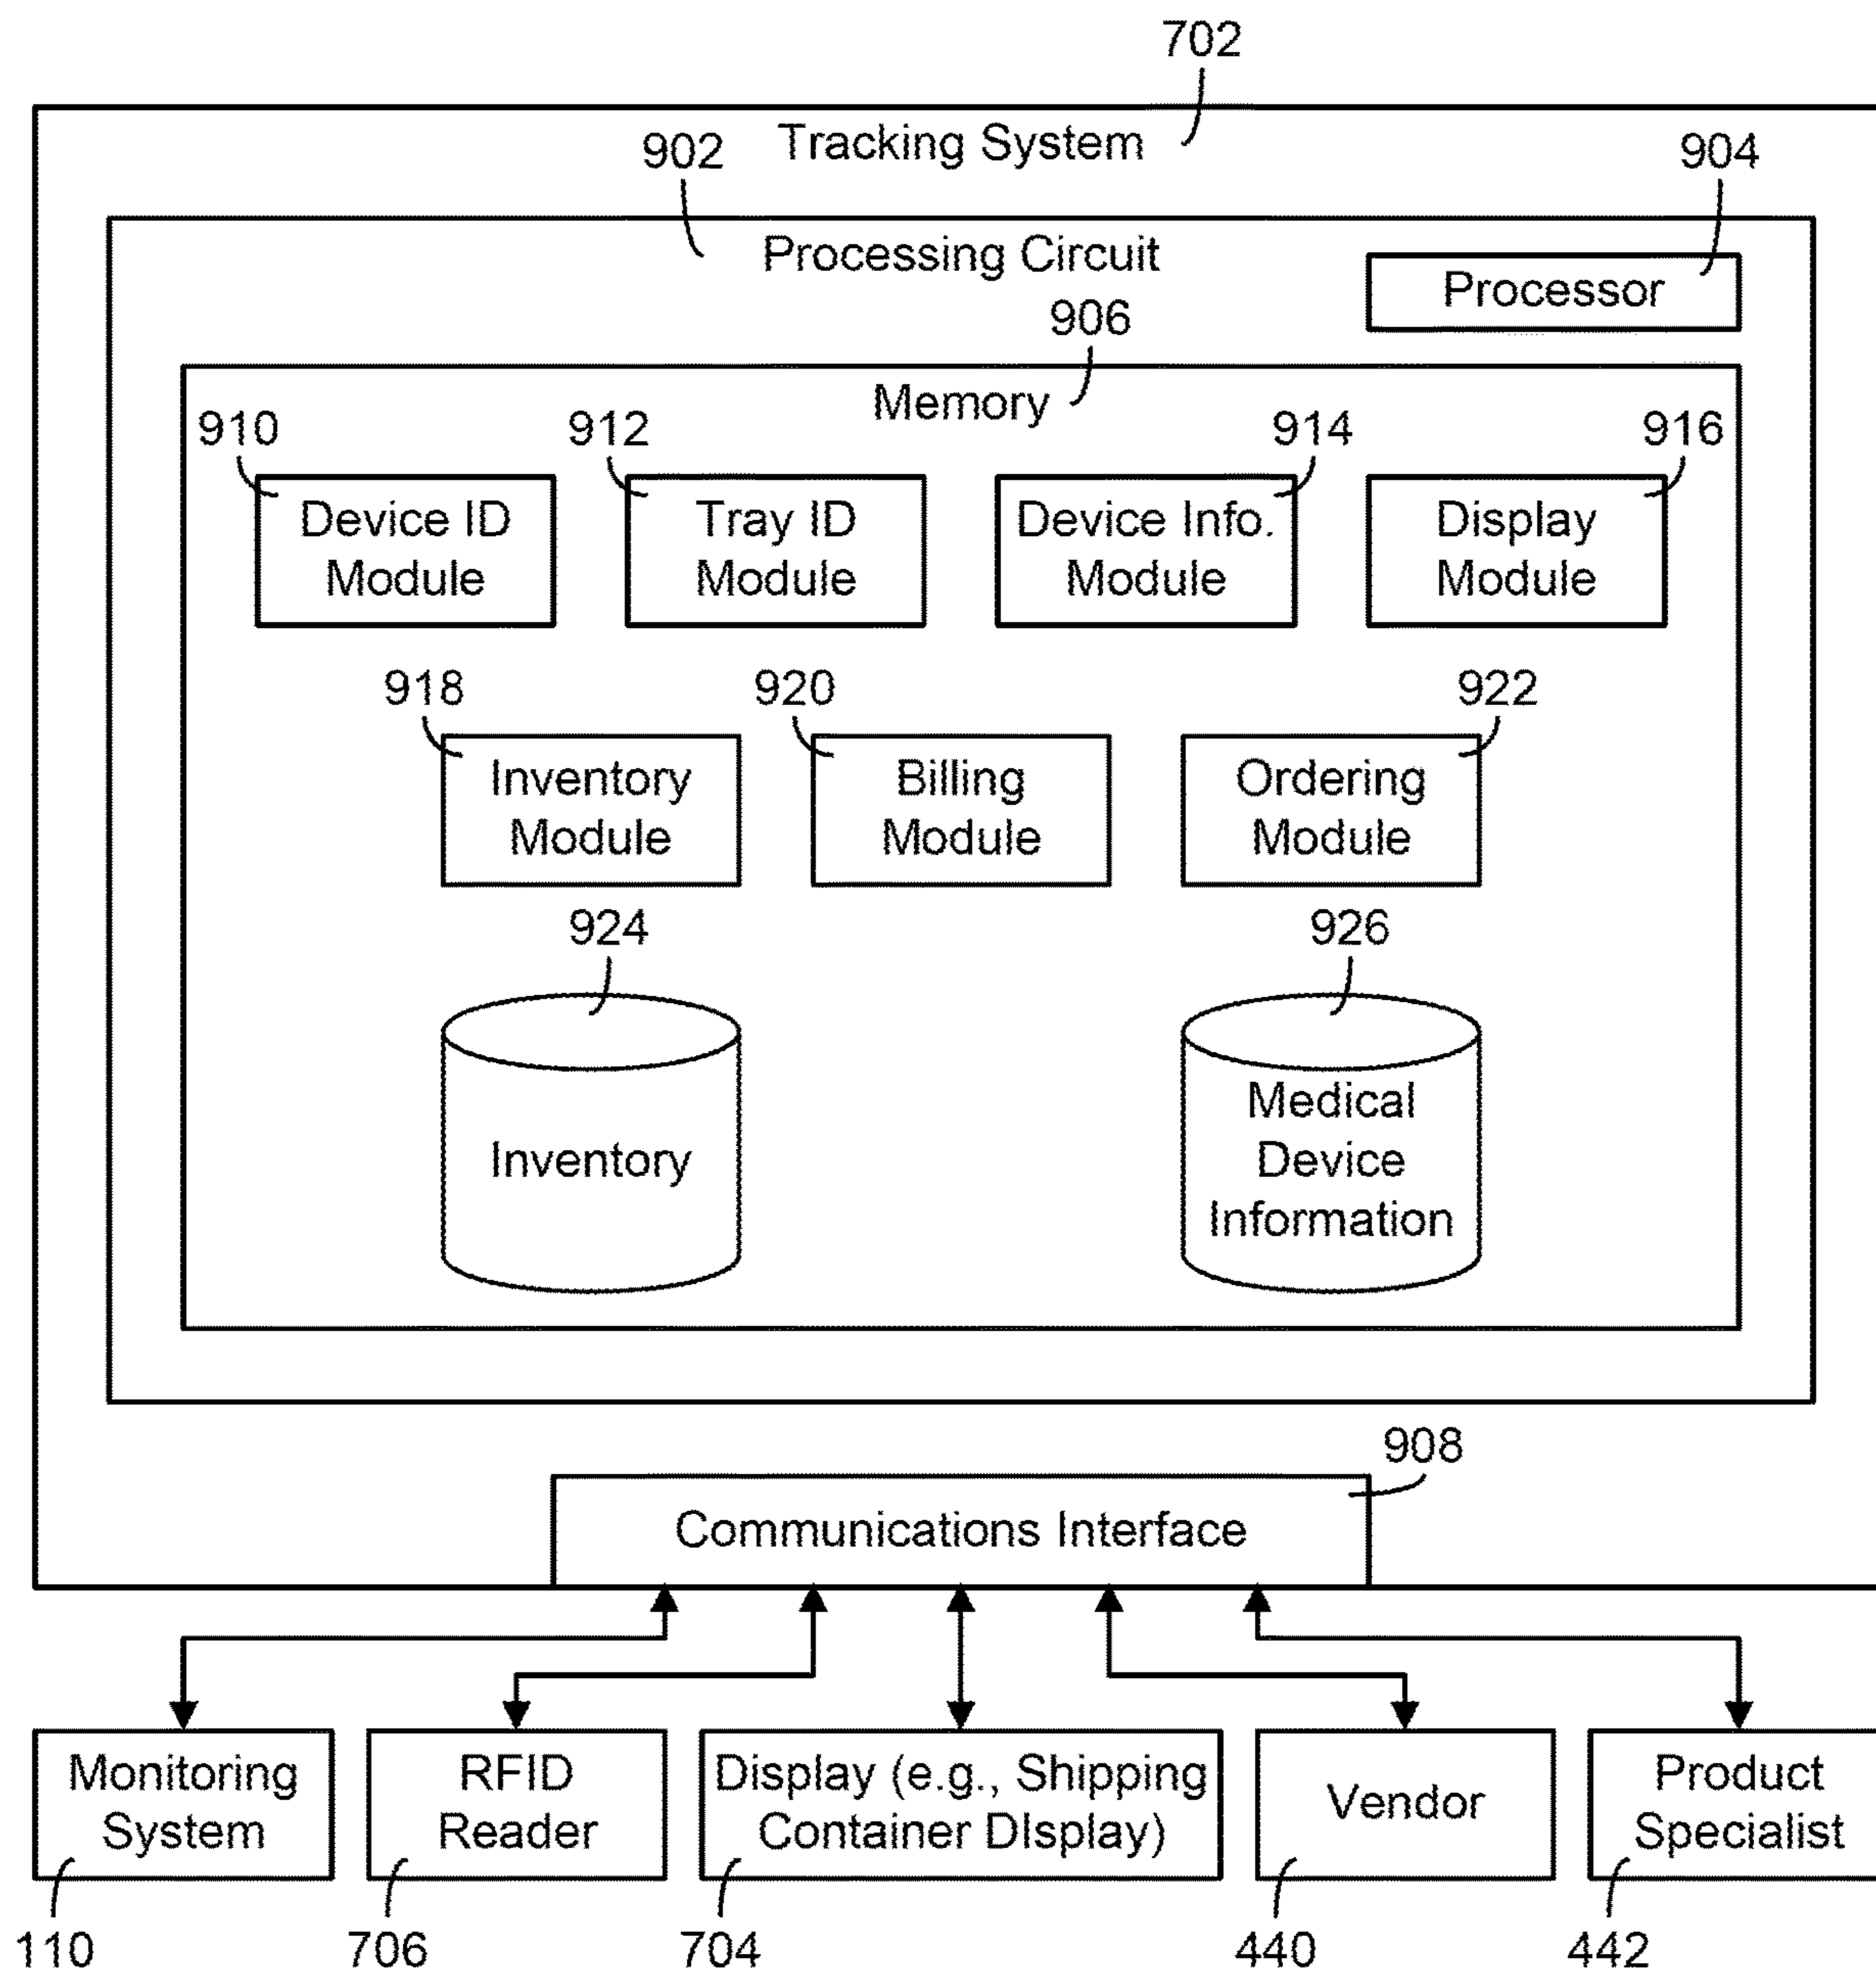 702
Tracking System
902
904
Processing Circuit
Processor
906
Memory
910
912
914
916
Device ID
Module
Tray ID
Module
Device Info.
Module
Display
Module
918
920
922
Inventory
Module
Billing
Module
Ordering
Module
924
926
Inventory
Medical
Device
Information
908
Communications Interface
Monitoring
System
RFID
Reader
Display (e.g., Shipping
Container DIsplay)
Vendor
Product
Specialist
110
706
704
440
442